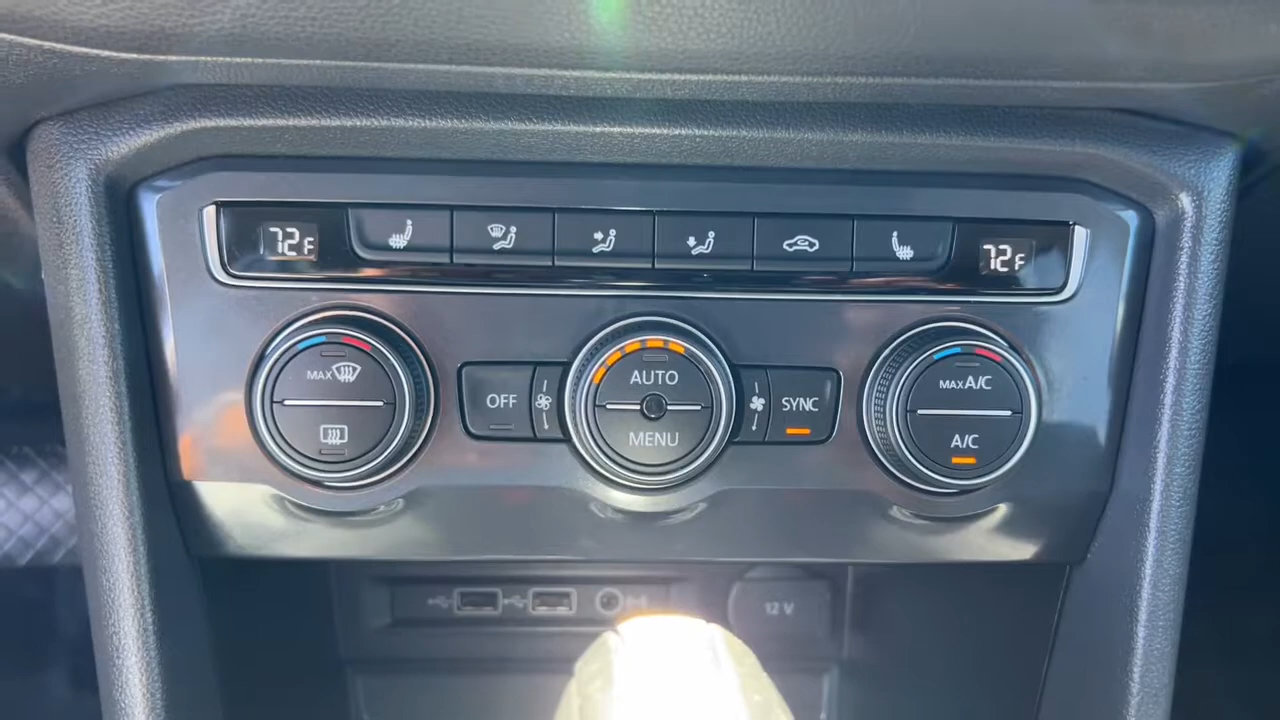 72F
72F
MAX
AUTO
MAX A/C
OFF
SYNC
MENU
A/C
12 V